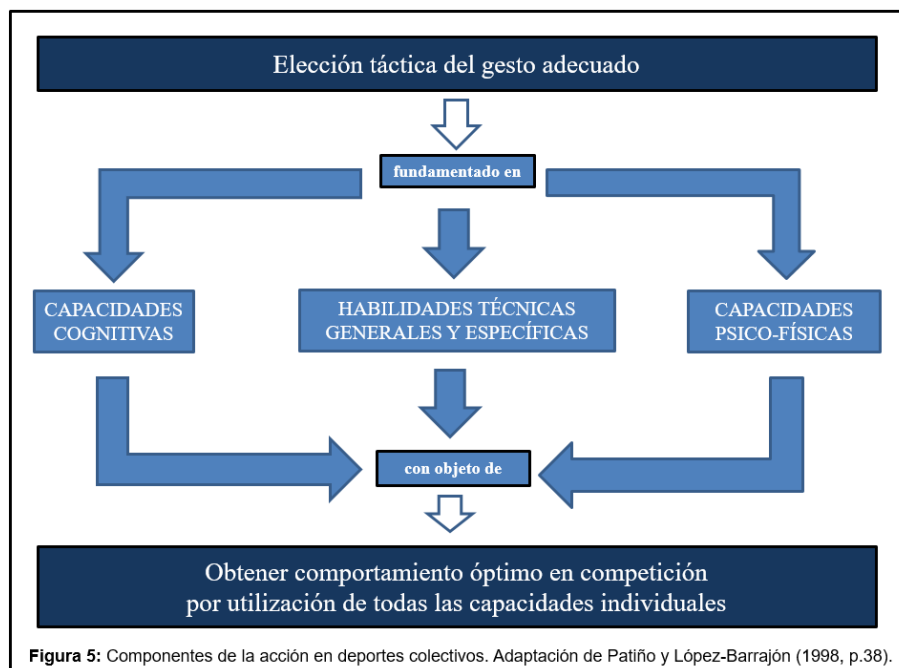 Elección táctica del gesto adecuado
fundamentado en
CAPACIDADES
COGNITIVAS
HABILIDADES TÉCNICAS
GENERALES Y ESPECÍFICAS
CAPACIDADES
PSICO-FÍSICAS
con objeto de
Obtener comportamiento óptimo en competición
por utilización de todas las capacidades individuales
Figura 5: Componentes de la acción en deportes colectivos. Adaptación de Patiño y López-Barrajón (1998, p.38).